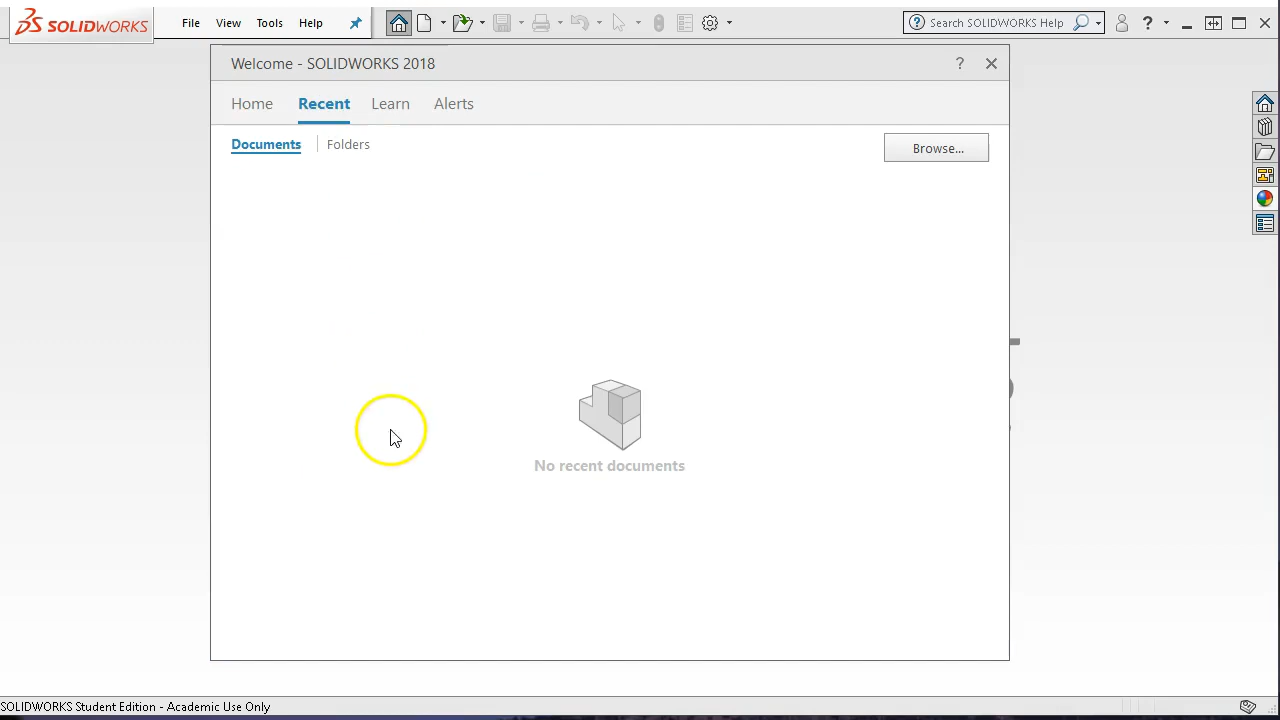 SOLIDWORKS File View Tools Help Search SOLIDWORKS Help ?
Welcome - SOLIDWORKS 2018 ?
Home Recent Learn Alerts
Documents Folders Browse...
No recent documents
SOLIDWORKS Student Edition - Academic Use Only